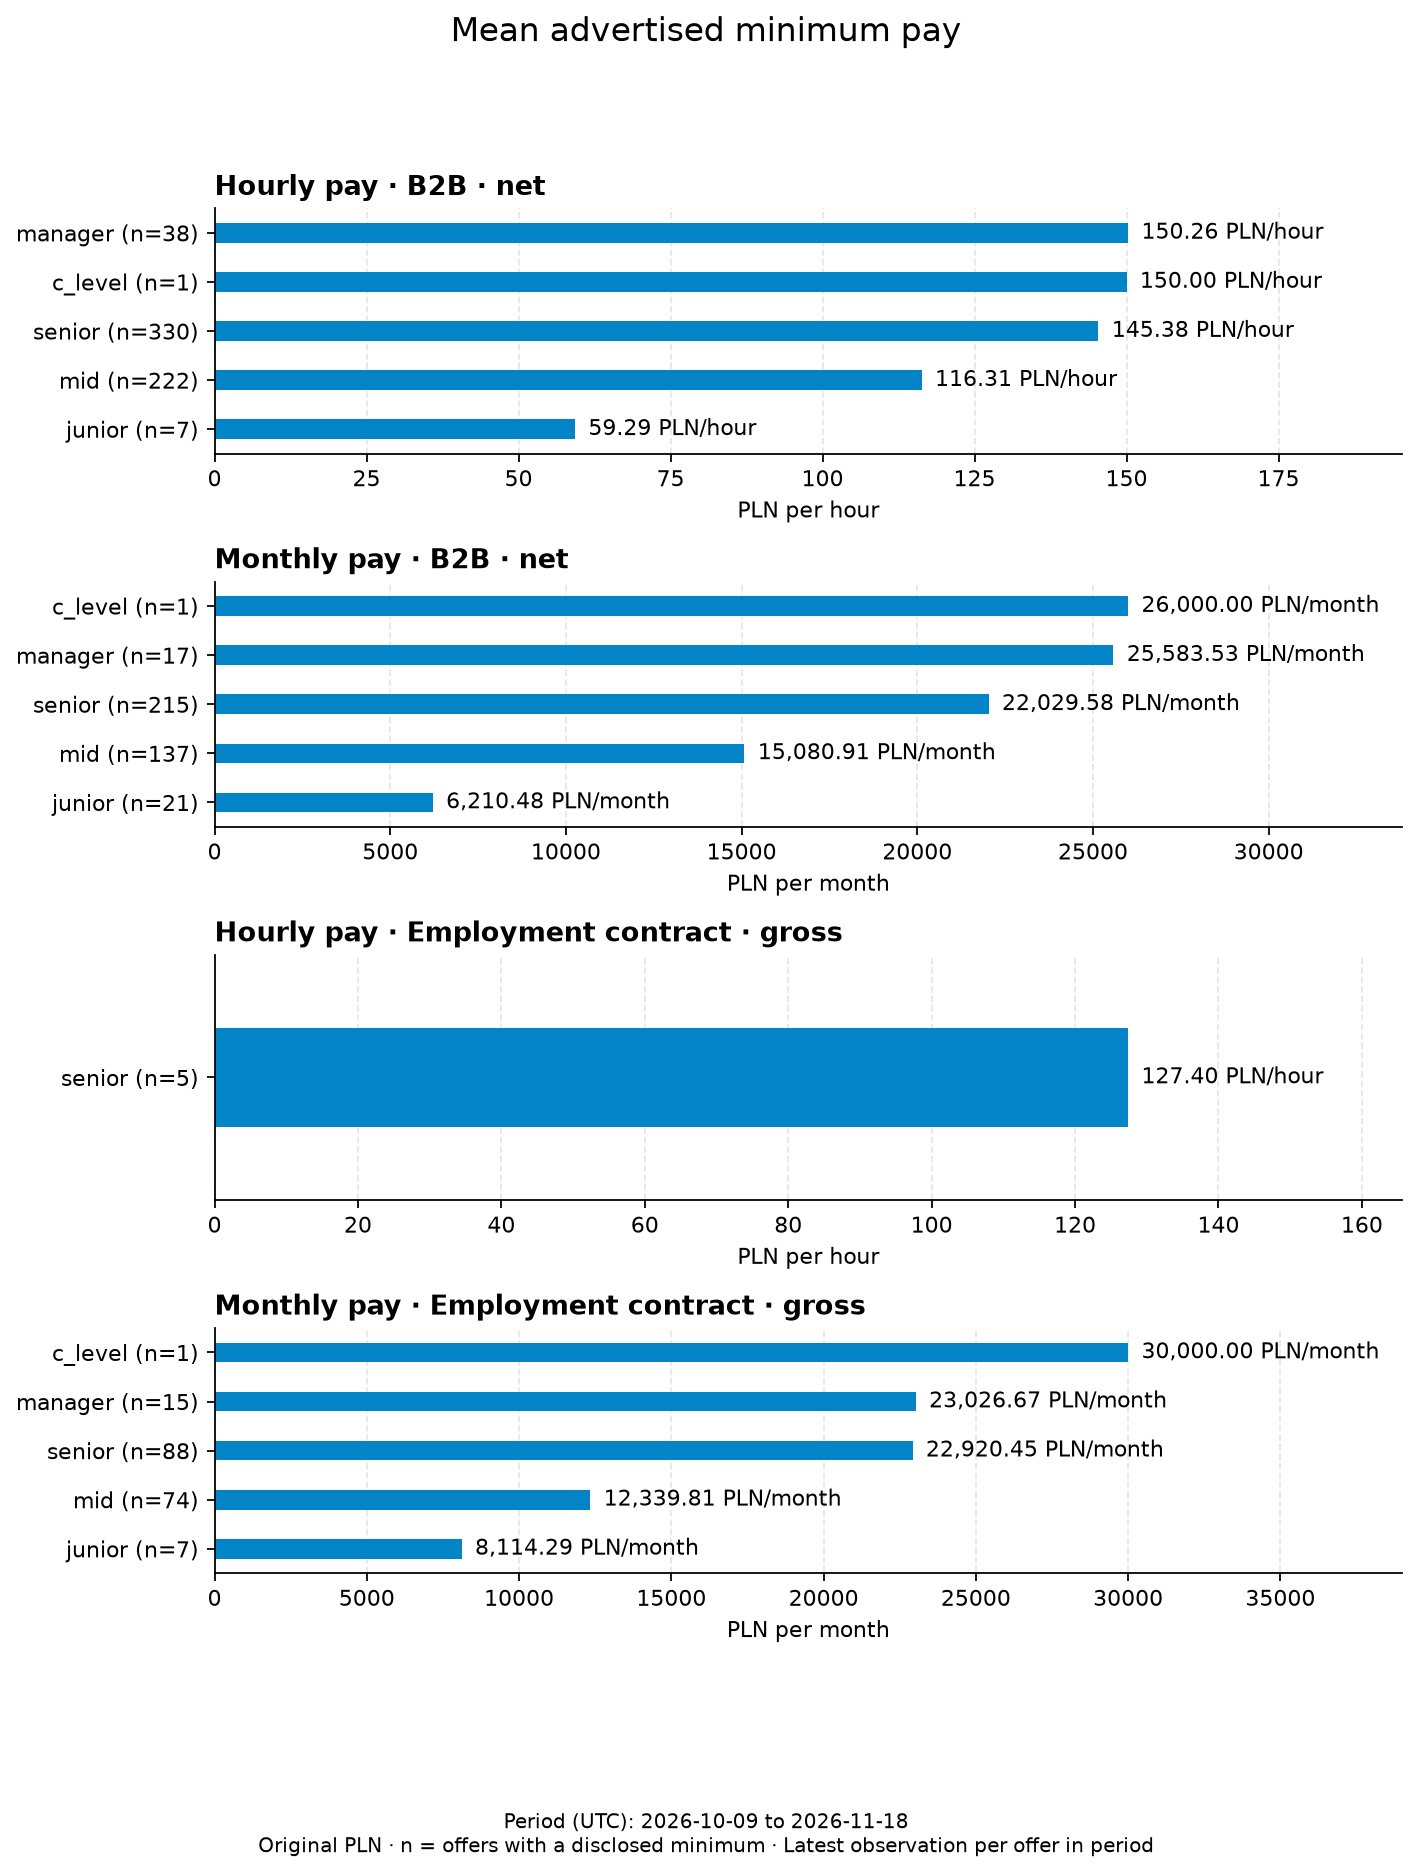 Mean advertised minimum pay
Hourly pay · B2B · net
manager (n=38) 150.26 PLN/hour
c_level (n=1) 150.00 PLN/hour
senior (n=330) 145.38 PLN/hour
mid (n=222) 116.31 PLN/hour
junior (n=7) 59.29 PLN/hour
0 25 50 75 100 125 150 175
PLN per hour
Monthly pay · B2B · net
c_level (n=1) 26,000.00 PLN/month
manager (n=17) 25,583.53 PLN/month
senior (n=215) 22,029.58 PLN/month
mid (n=137) 15,080.91 PLN/month
junior (n=21) 6,210.48 PLN/month
0 5000 10000 15000 20000 25000 30000
PLN per month
Hourly pay · Employment contract · gross
senior (n=5) 127.40 PLN/hour
0 20 40 60 80 100 120 140 160
PLN per hour
Monthly pay · Employment contract · gross
c_level (n=1) 30,000.00 PLN/month
manager (n=15) 23,026.67 PLN/month
senior (n=88) 22,920.45 PLN/month
mid (n=74) 12,339.81 PLN/month
junior (n=7) 8,114.29 PLN/month
0 5000 10000 15000 20000 25000 30000 35000
PLN per month
Period (UTC): 2026-10-09 to 2026-11-18
Original PLN · n = offers with a disclosed minimum · Latest observation per offer in period